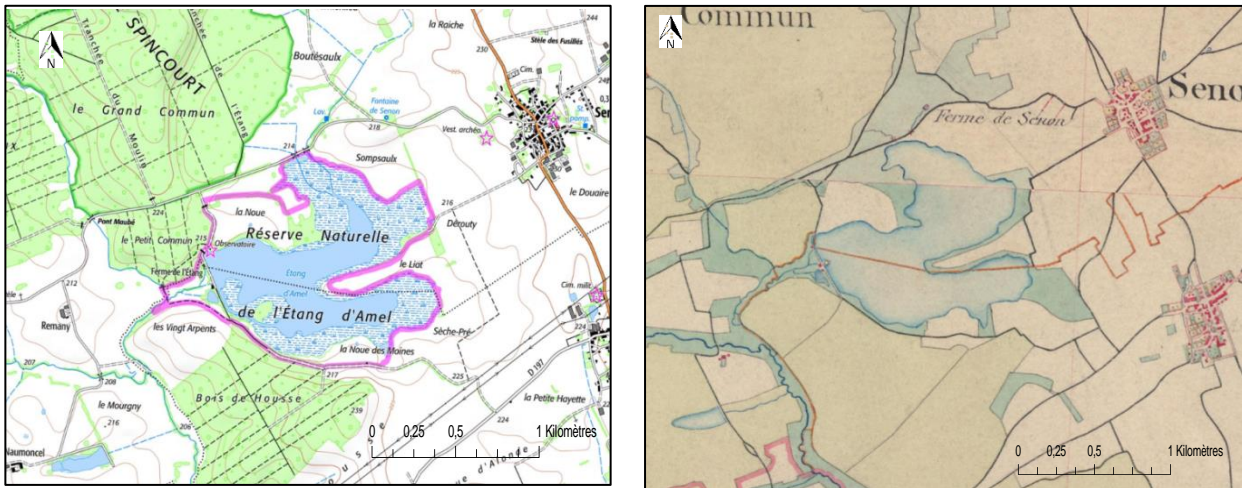 N
SPINCOURT
Tranchée du Moulin
Tranchée de l'Étang
le Grand Commun
la Raiche
230
244
Stèle des Fusillés
Boutésaulx
Cim.
Lav.
Fontaine de Senon
218
Vest. archéo.
214
Sompsaulx
le Douaire
224
Pont Maubé
la Noue
216
Dérouty
le Petit Commun
215
Observatoire
Réserve Naturelle
Ferme de l'Étang
le Liat
Étang d'Amel
Cim. milit.
212
Remany
de l'Étang d'Amel
224
les Vingt Arpents
Sèche-Pré
la Noue des Moines
207
208
217
225
D 197
le Mourgny
216
Bois de Housse
239
206
la Petite Hayette
224
Naumoncel
0 0,25 0,5 1 Kilomètres
N
Commun
Ferme de Senon
Seno
0 0,25 0,5 1 Kilomètres